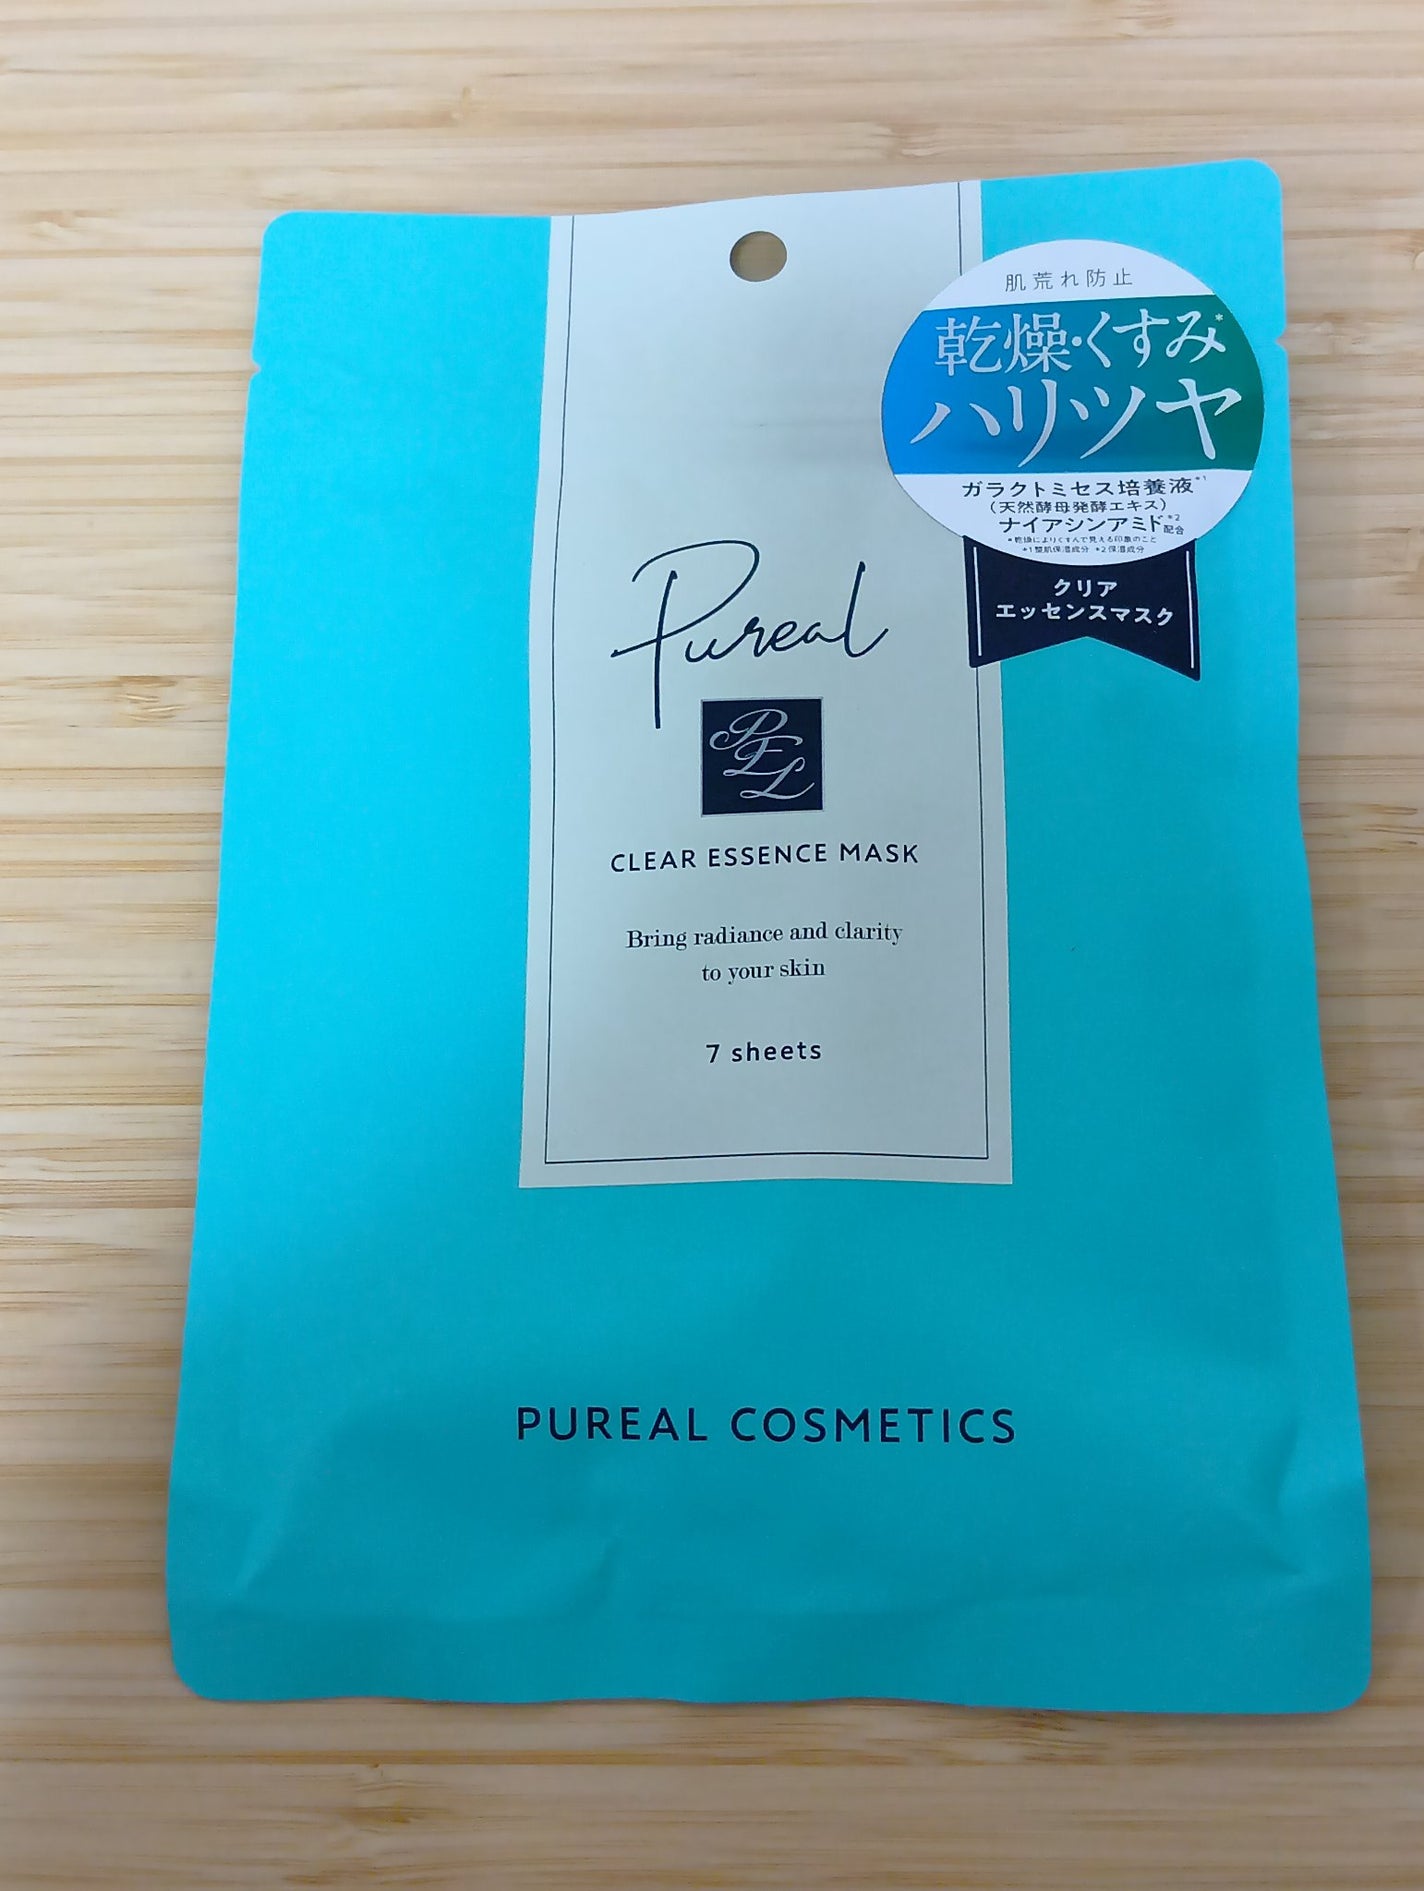 肌荒れ防止
乾燥・くすみ*
ハリツヤ
ガラクトミセス培養液*1
(天然酵母発酵エキス)
ナイアシンアミド*2配合
*乾燥によりくすんで見える印象のこと
*1整肌保湿成分 *2保湿成分
クリア
エッセンスマスク
Pureal
PEL
CLEAR ESSENCE MASK
Bring radiance and clarity
to your skin
7 sheets
PUREAL COSMETICS